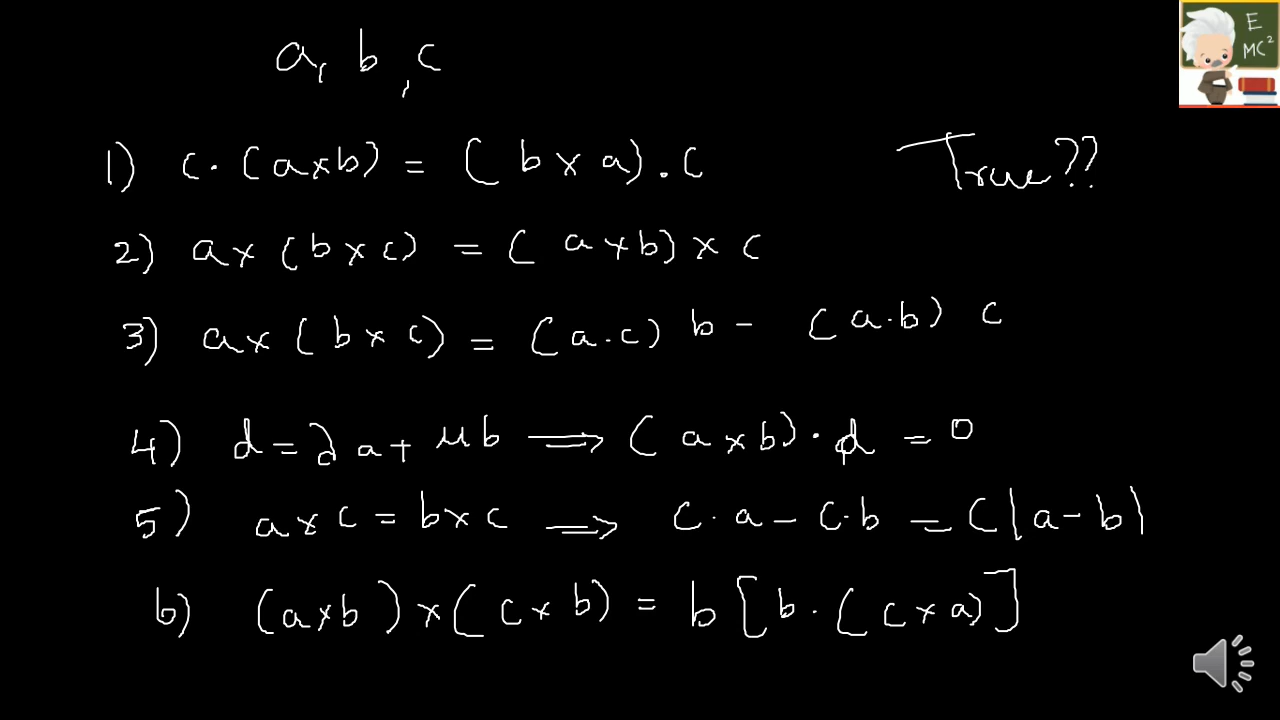 a, b, c
E
MC²
1) c · (a×b) = (b × a) . c
True??
2) a × (b × c) = (a × b) × c
3) a × (b × c) = (a.c) b - (a.b) c
4) d = λa + μb ⟹ (a × b) · d = 0
5) a × c = b × c ⟹ c · a - c · b = c|a - b|
6) (a×b) × (c × b) = b [b . (c × a)]